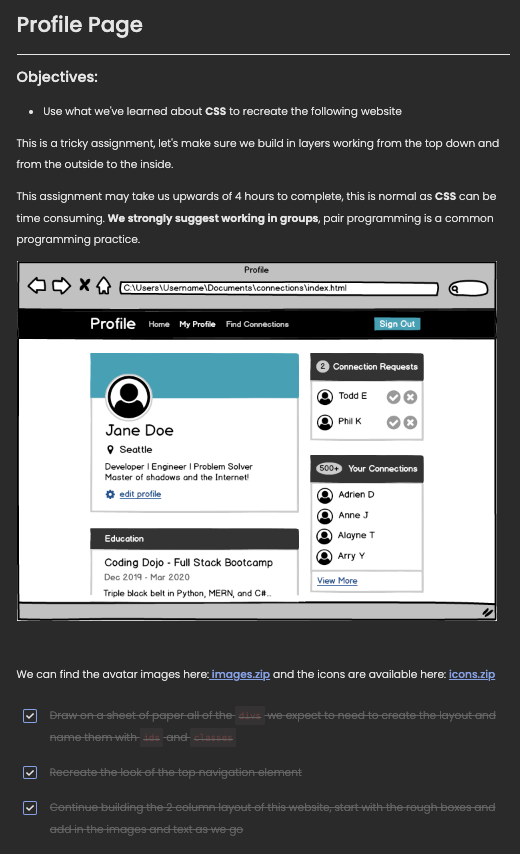 Profile Page
Objectives:
Use what we've learned about CSS to recreate the following website
This is a tricky assignment, let's make sure we build in layers working from the top down and
from the outside to the inside.
This assignment may take us upwards of 4 hours to complete, this is normal as CSS can be
time consuming. We strongly suggest working in groups, pair programming is a common
programming practice.
Profile
C:\Users\Username\Documents\connections\index.html
Profile Home My Profile Find Connections Sign Out
Jane Doe
Seattle
Developer | Engineer | Problem Solver
Master of shadows and the Internet!
edit profile
Education
Coding Dojo - Full Stack Bootcamp
Dec 2019 - Mar 2020
Triple black belt in Python, MERN, and C#...
2 Connection Requests
Todd E
Phil K
500+ Your Connections
Adrien D
Anne J
Alayne T
Arry Y
View More
We can find the avatar images here: images.zip and the icons are available here: icons.zip
Draw on a sheet of paper all of the divs we expect to need to create the layout and
name them with ids and classes
Recreate the look of the top navigation element
Continue building the 2 column layout of this website, start with the rough boxes and
add in the images and text as we go